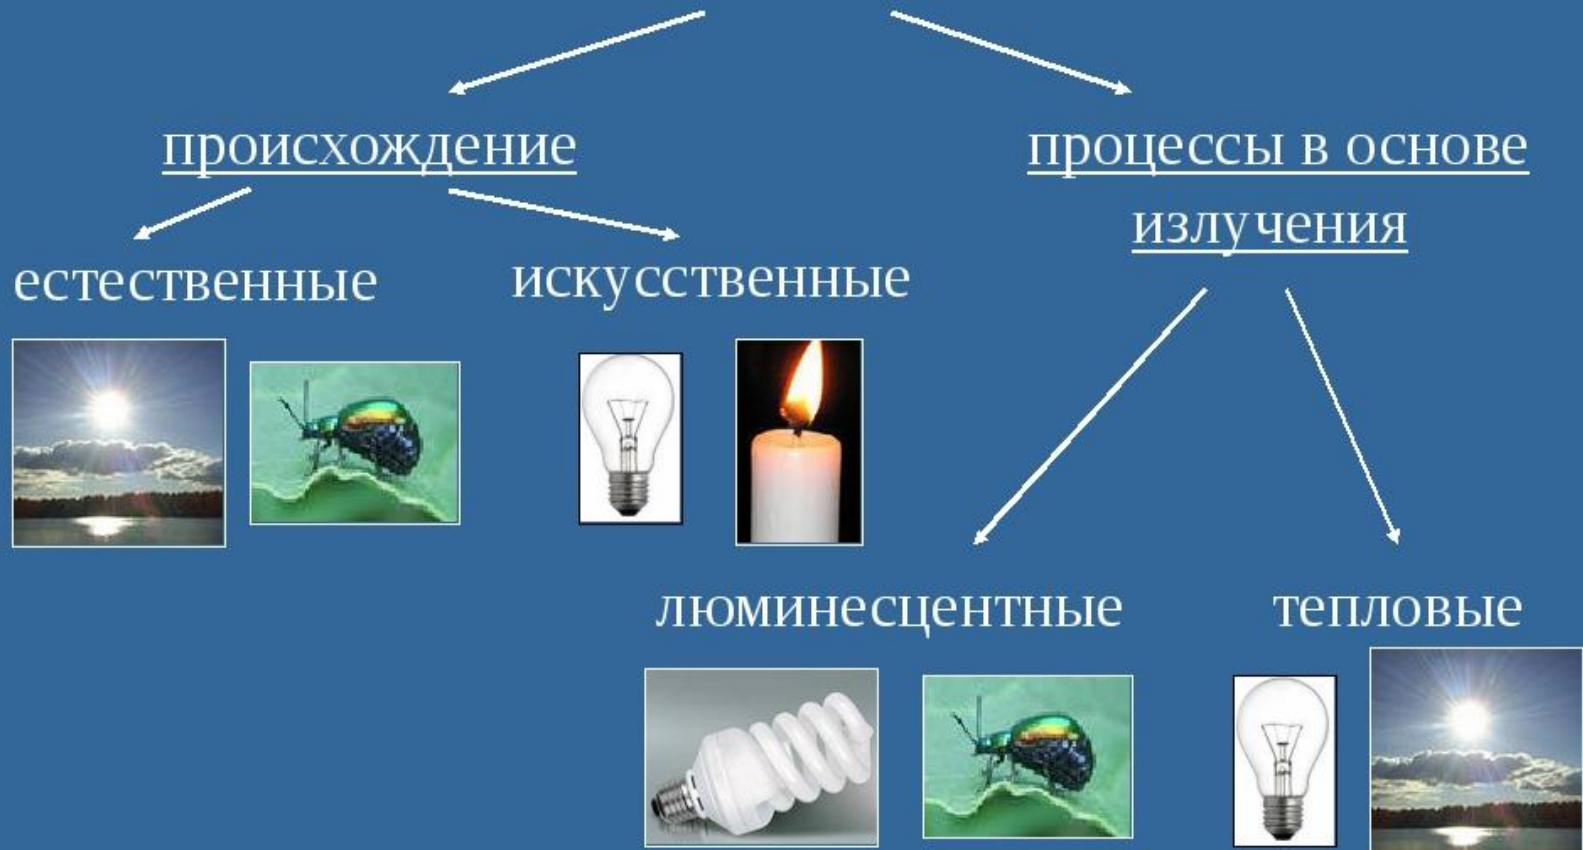 происхождение
процессы в основе
излучения
естественные
искусственные
люминесцентные
тепловые